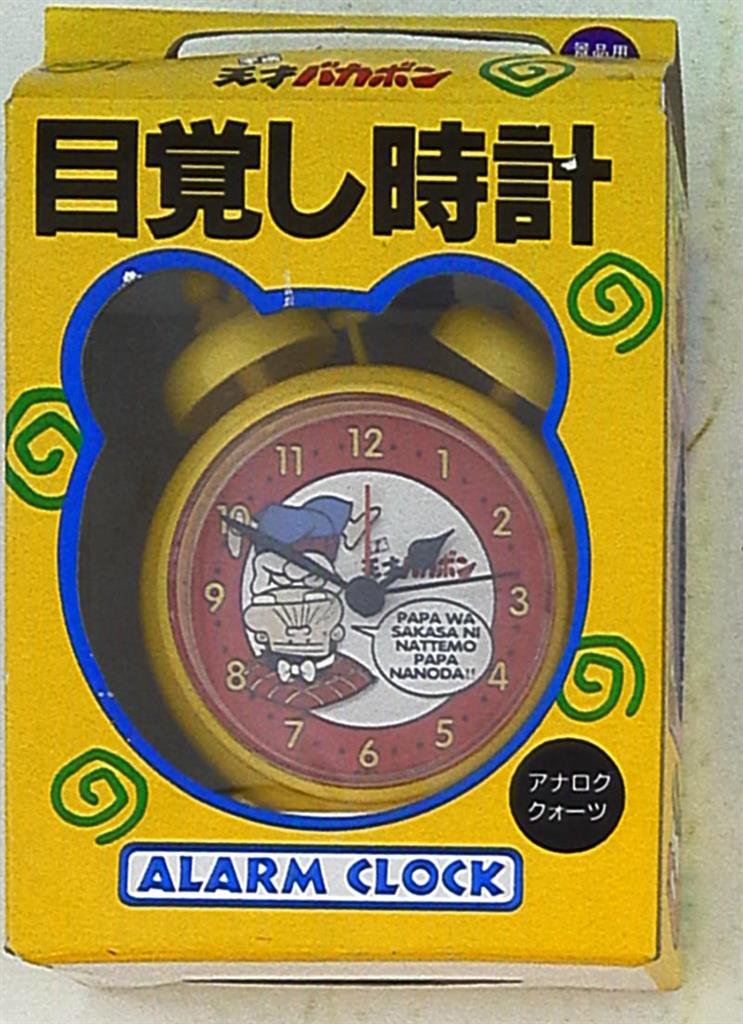 景品用
平成
天才バカボン
目覚し時計
12
1
2
3
4
5
6
7
8
9
10
11
天才バカボン
PAPA WA
SAKASA NI
NATTEMO
PAPA
NANODA!!
アナログ
クォーツ
ALARM CLOCK